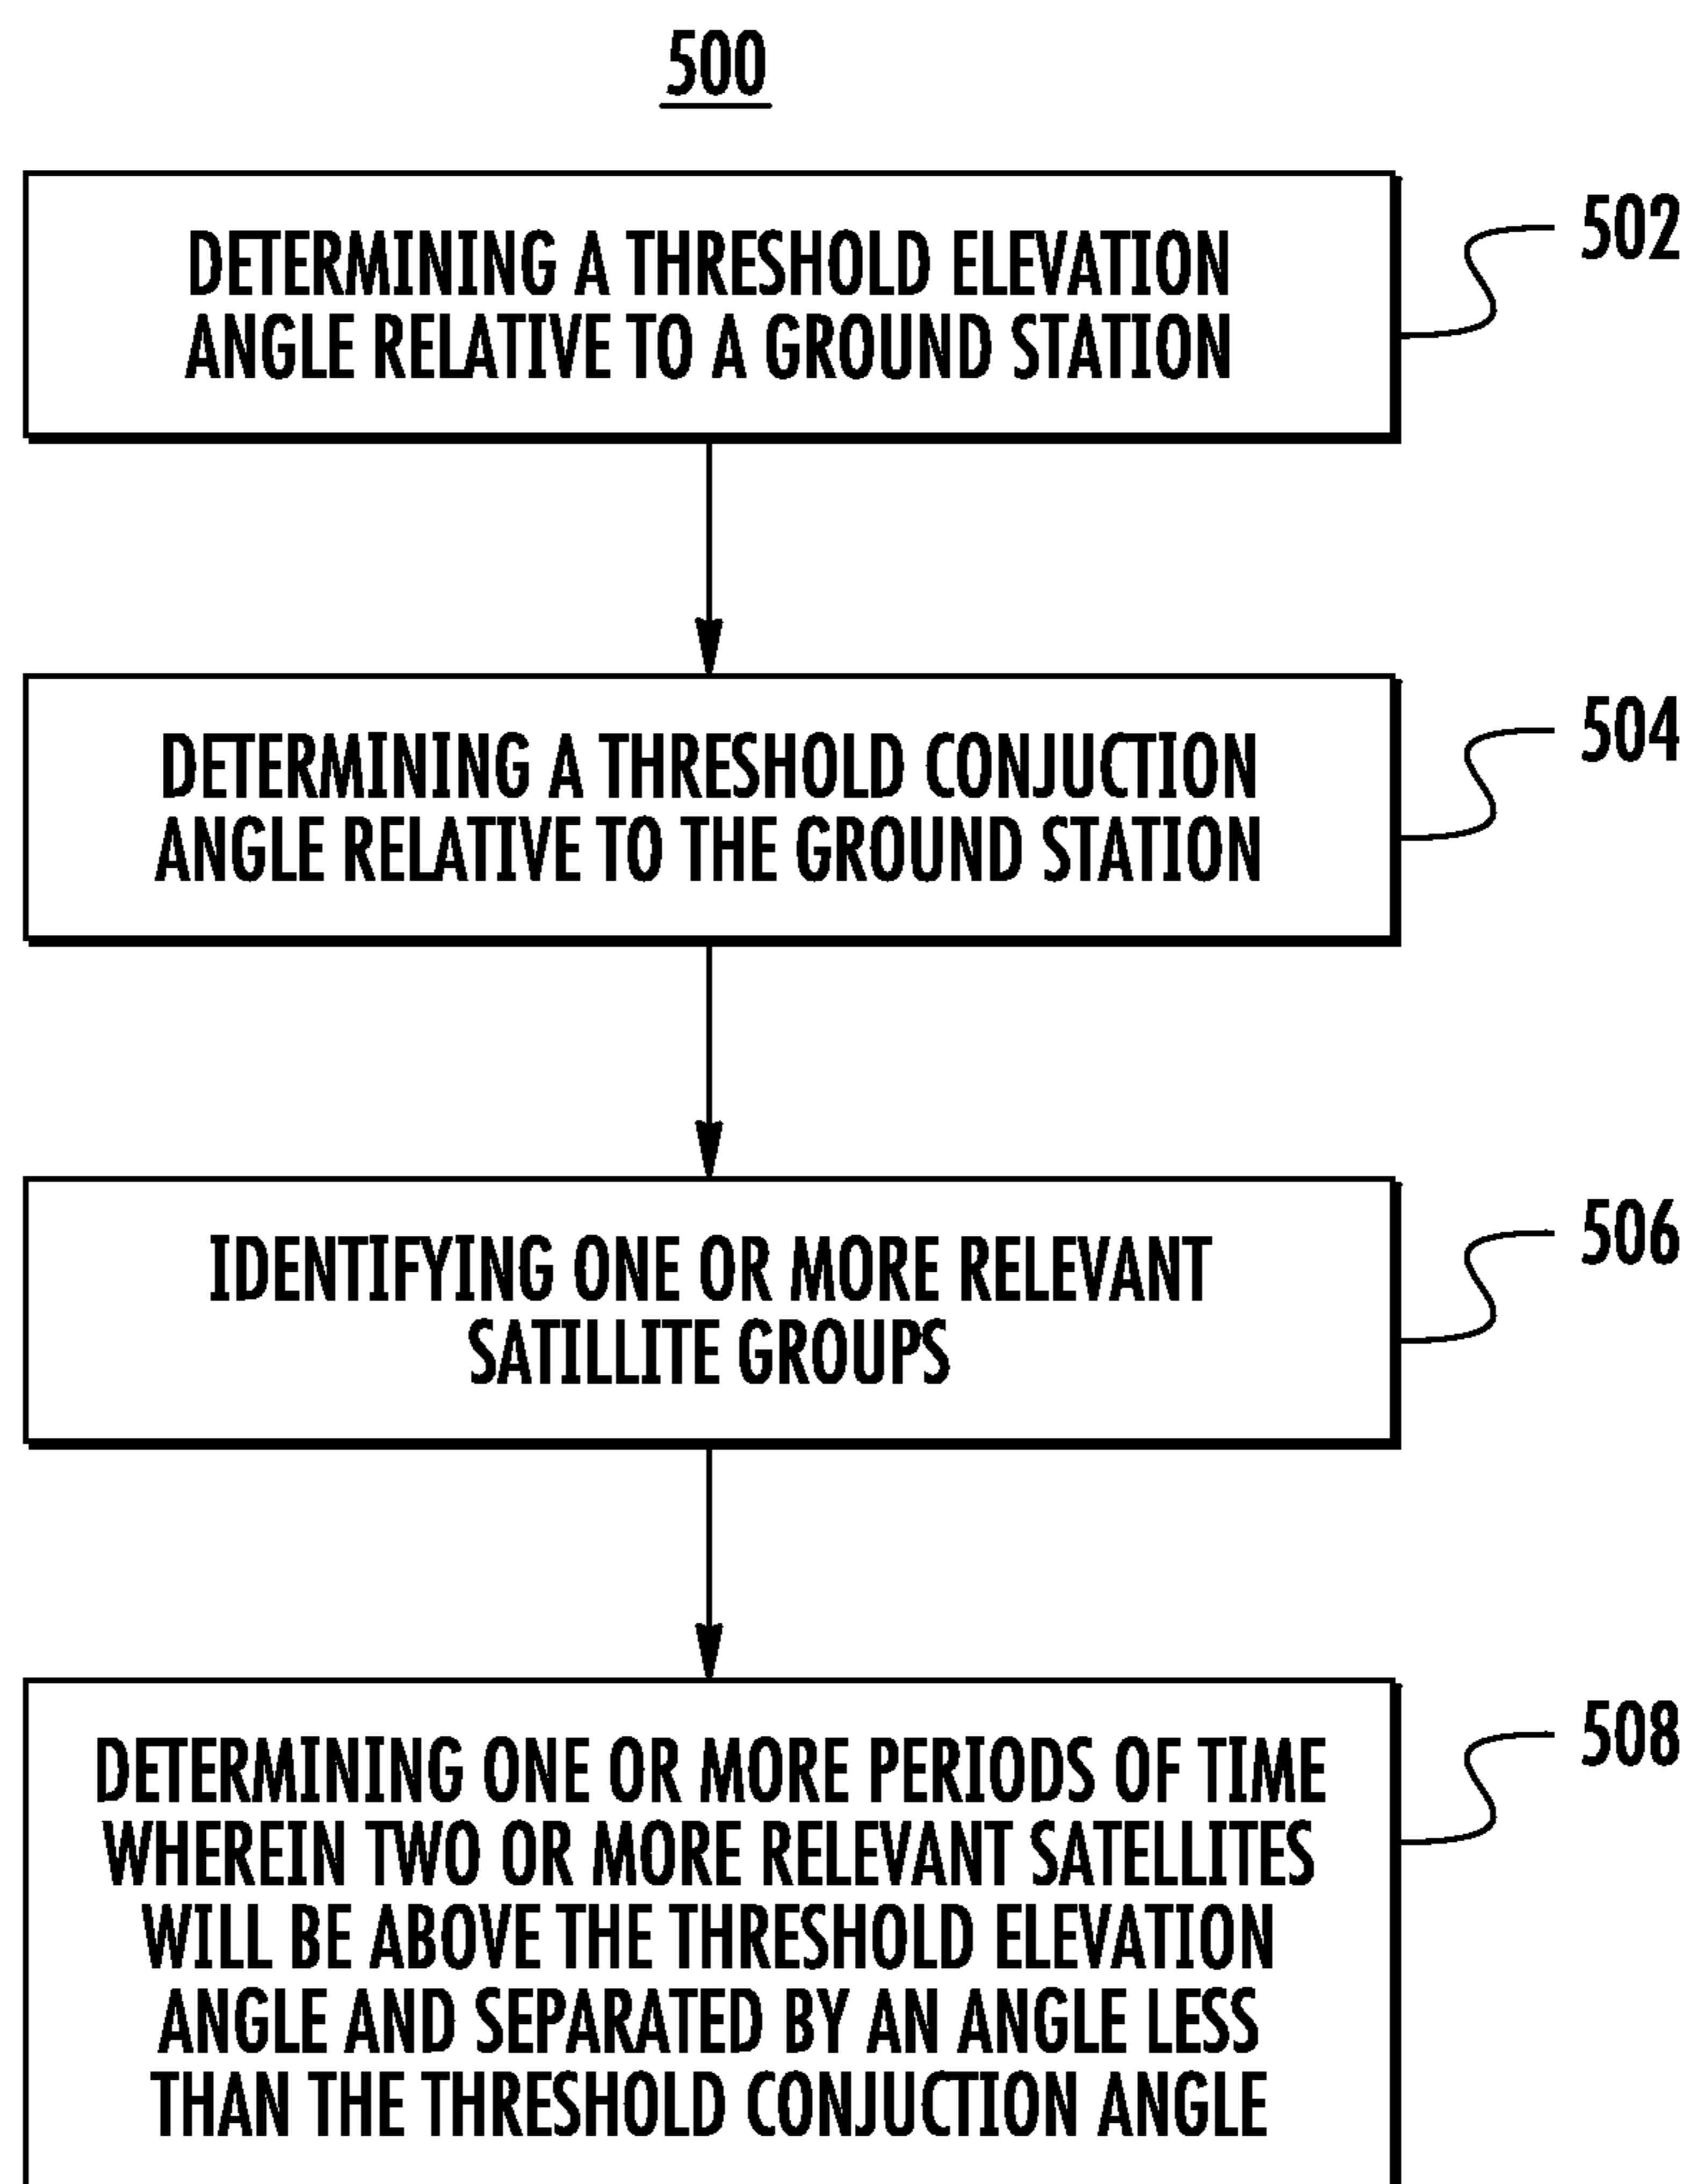 500
DETERMINING A THRESHOLD ELEVATION
ANGLE RELATIVE TO A GROUND STATION
502
DETERMINING A THRESHOLD CONJUCTION
ANGLE RELATIVE TO THE GROUND STATION
504
IDENTIFYING ONE OR MORE RELEVANT
SATILLITE GROUPS
506
DETERMINING ONE OR MORE PERIODS OF TIME
WHEREIN TWO OR MORE RELEVANT SATELLITES
WILL BE ABOVE THE THRESHOLD ELEVATION
ANGLE AND SEPARATED BY AN ANGLE LESS
THAN THE THRESHOLD CONJUCTION ANGLE
508